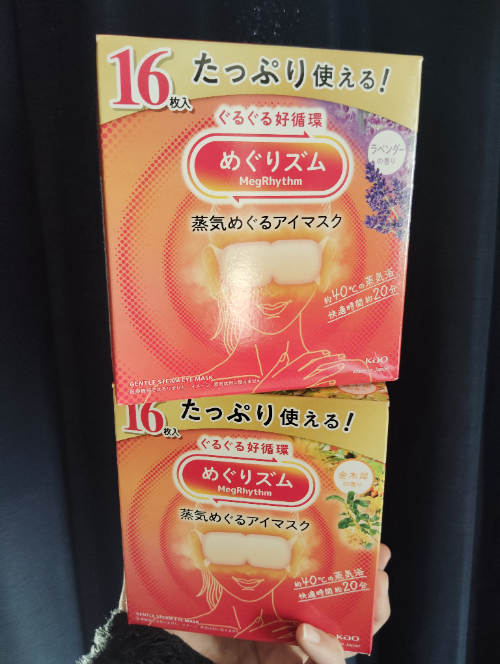 16枚入
たっぷり使える!
ぐるぐる好循環
めぐりズム
MegRhythm
ラベンダー
の香り
蒸気めぐるアイマスク
約40℃の蒸気浴
快適時間 約20分
GENTLE STEAM EYE MASK
Kao
Made in Japan
16枚入
たっぷり使える!
ぐるぐる好循環
めぐりズム
MegRhythm
金木犀
の香り
蒸気めぐるアイマスク
約40℃の蒸気浴
快適時間 約20分
GENTLE STEAM EYE MASK
Kao